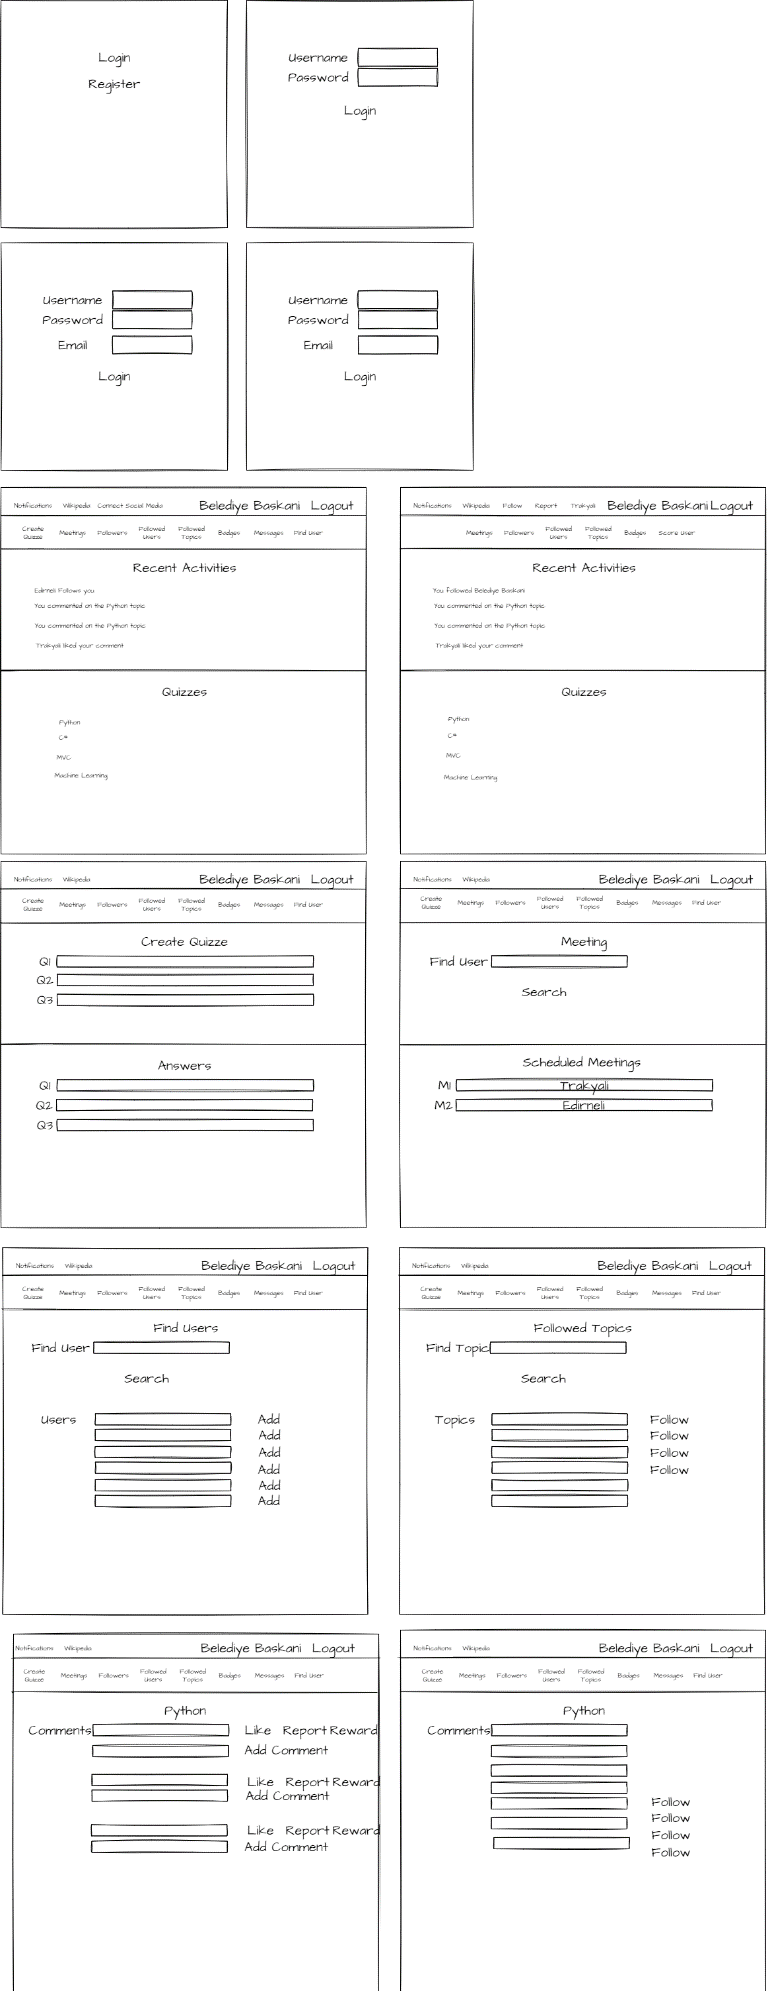 Login
Register
Username
Password
Login
Username
Password
Email
Login
Username
Password
Email
Login
Notifications Wikipedia Connect Social Media Belediye Baskani Logout
Create Quizze Meetings Followers Followed Users Followed Topics Badges Messages Find User
Recent Activities
Edirneli Follows you
You commented on the Python topic
You commented on the Python topic
Trakyali liked your comment
Quizzes
Python
C#
MVC
Machine Learning
Notifications Wikipedia Follow Report Trakyali Belediye Baskani Logout
Meetings Followers Followed Users Followed Topics Badges Score User
Recent Activities
You followed Belediye Baskani
You commented on the Python topic
You commented on the Python topic
Trakyali liked your comment
Quizzes
Python
C#
MVC
Machine Learning
Notifications Wikipedia Belediye Baskani Logout
Create Quizze Meetings Followers Followed Users Followed Topics Badges Messages Find User
Create Quizze
Q1
Q2
Q3
Answers
Q1
Q2
Q3
Notifications Wikipedia Belediye Baskani Logout
Create Quizze Meetings Followers Followed Users Followed Topics Badges Messages Find User
Meeting
Find User
Search
Scheduled Meetings
M1 Trakyali
M2 Edirneli
Notifications Wikipedia Belediye Baskani Logout
Create Quizze Meetings Followers Followed Users Followed Topics Badges Messages Find User
Find Users
Find User
Search
Users Add
Add
Add
Add
Add
Add
Notifications Wikipedia Belediye Baskani Logout
Create Quizze Meetings Followers Followed Users Followed Topics Badges Messages Find User
Followed Topics
Find Topic
Search
Topics Follow
Follow
Follow
Follow
Notifications Wikipedia Belediye Baskani Logout
Create Quizze Meetings Followers Followed Users Followed Topics Badges Messages Find User
Python
Comments Like Report Reward
Add Comment
Like Report Reward
Add Comment
Like Report Reward
Add Comment
Notifications Wikipedia Belediye Baskani Logout
Create Quizze Meetings Followers Followed Users Followed Topics Badges Messages Find User
Python
Comments
Follow
Follow
Follow
Follow